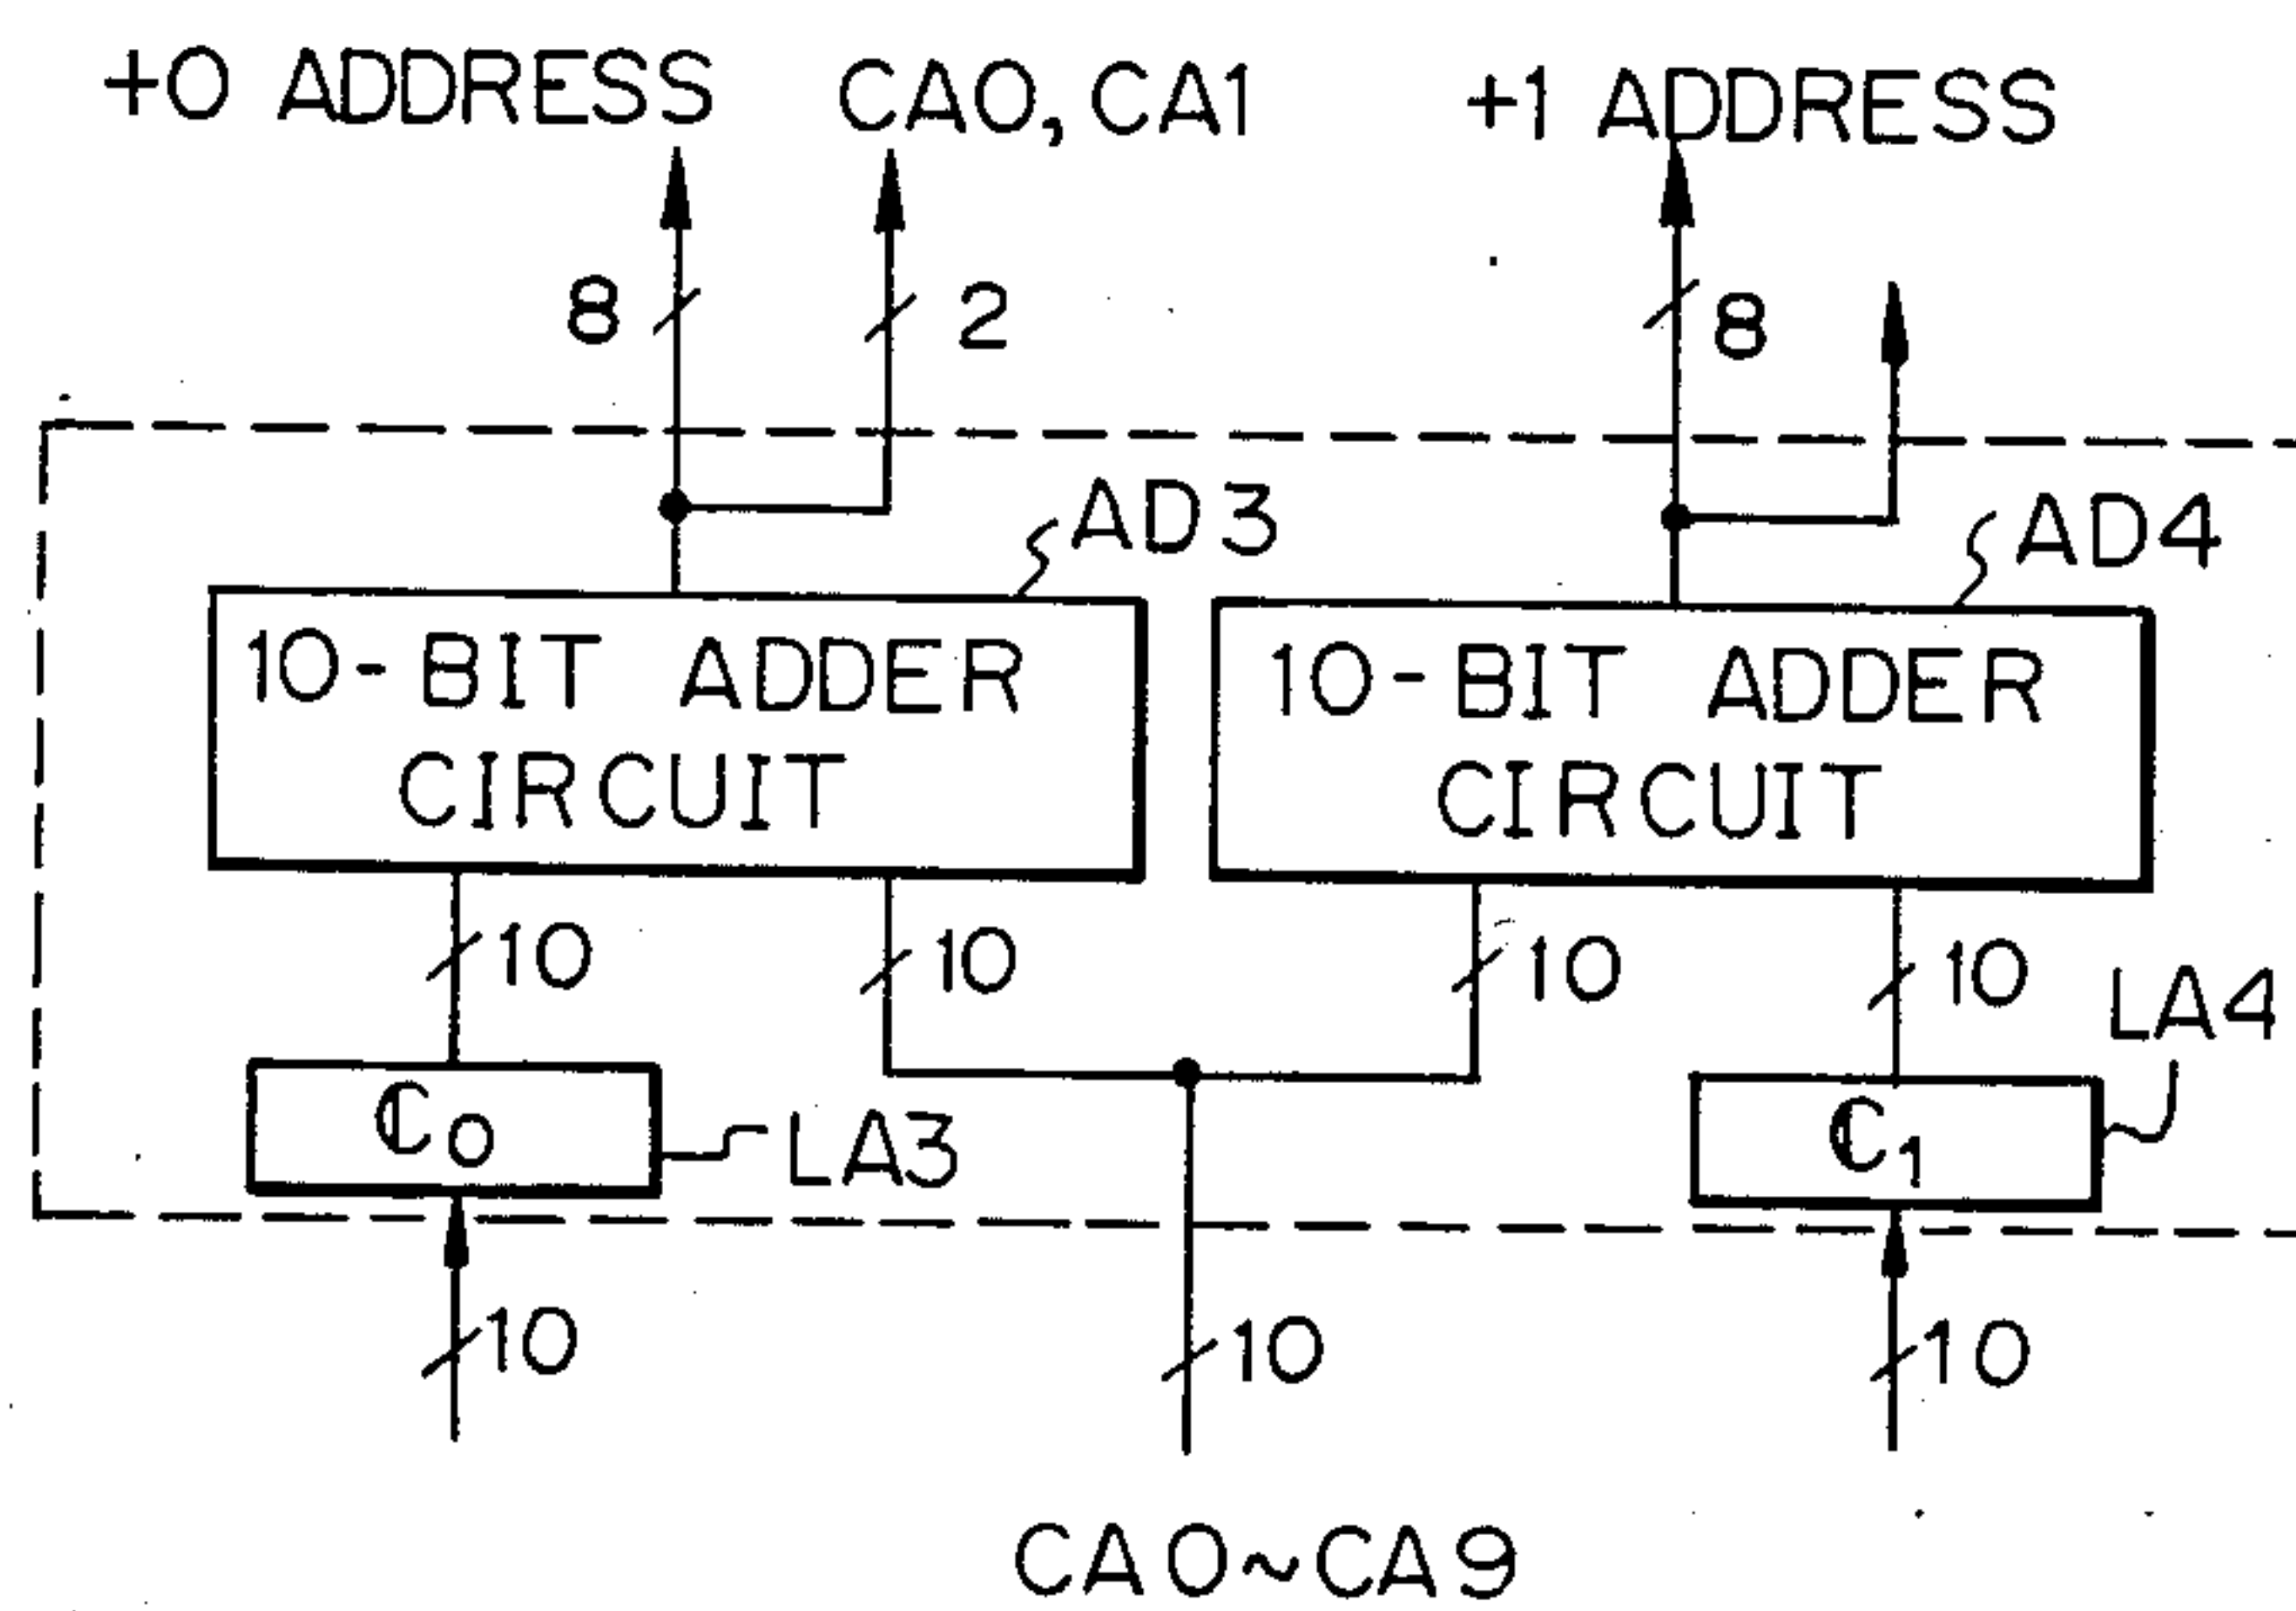 +0 ADDRESS
CA0, CA1
+1 ADDRESS
8
2
8
AD3
AD4
10-BIT ADDER
CIRCUIT
10-BIT ADDER
CIRCUIT
10
10
10
10
ℂ0
LA3
ℂ1
LA4
10
10
10
CA0~CA9